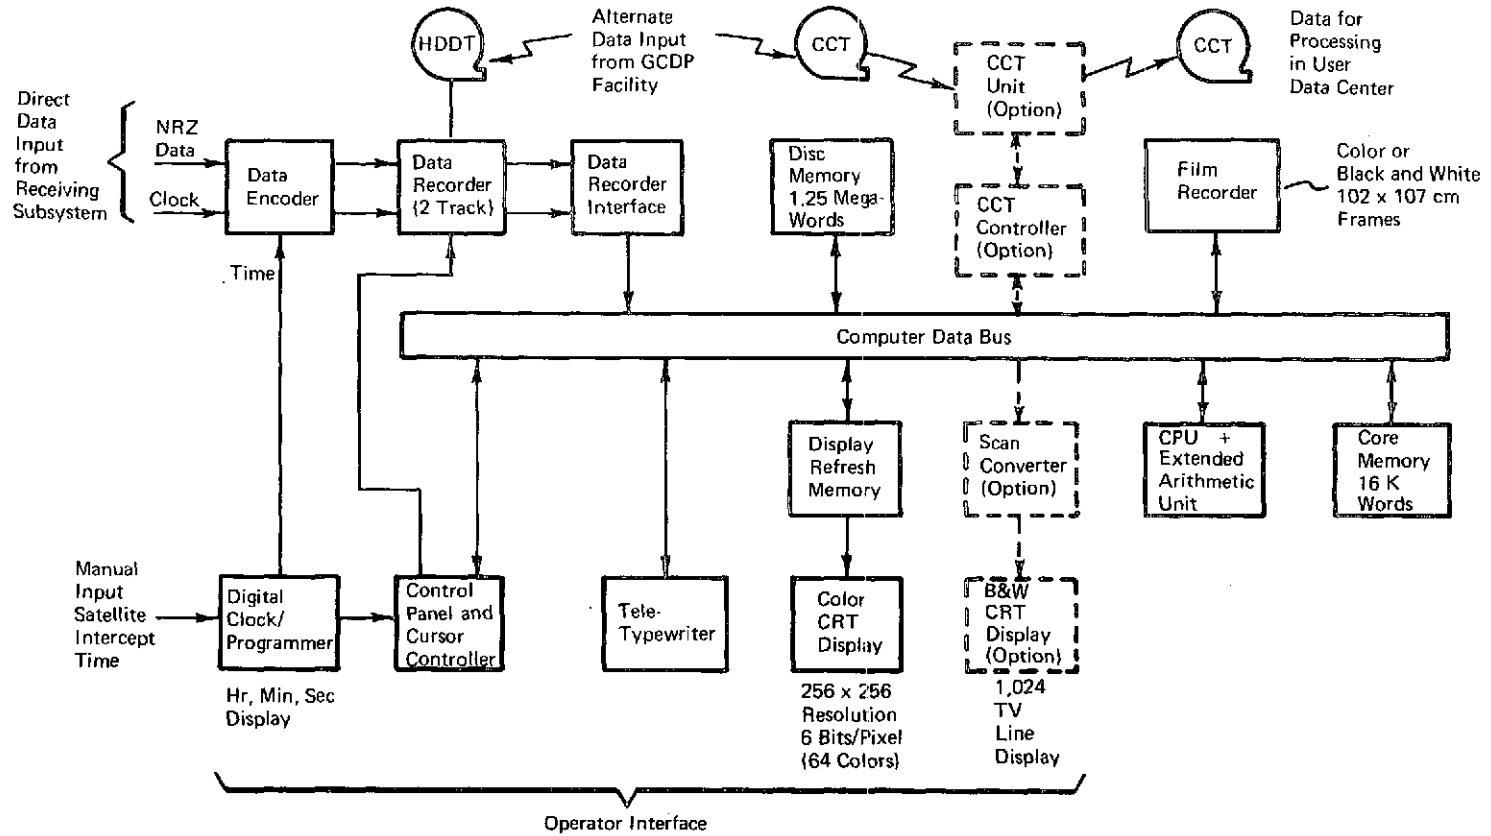 HDDT
Alternate
Data Input
from GCDP
Facility
CCT
CCT
Unit
(Option)
CCT
Data for
Processing
in User
Data Center
Direct
Data
Input
from
Receiving
Subsystem
NRZ
Data
Clock
Data
Encoder
Data
Recorder
(2 Track)
Data
Recorder
Interface
Disc
Memory
1.25 Mega-
Words
CCT
Controller
(Option)
Film
Recorder
Color or
Black and White
102 x 107 cm
Frames
Time
Computer Data Bus
Display
Refresh
Memory
Scan
Converter
(Option)
CPU +
Extended
Arithmetic
Unit
Core
Memory
16 K
Words
Manual
Input
Satellite
Intercept
Time
Digital
Clock/
Programmer
Control
Panel and
Cursor
Controller
Tele-
Typewriter
Color
CRT
Display
B&W
CRT
Display
(Option)
Hr, Min, Sec
Display
256 x 256
Resolution
6 Bits/Pixel
(64 Colors)
1,024
TV
Line
Display
Operator Interface